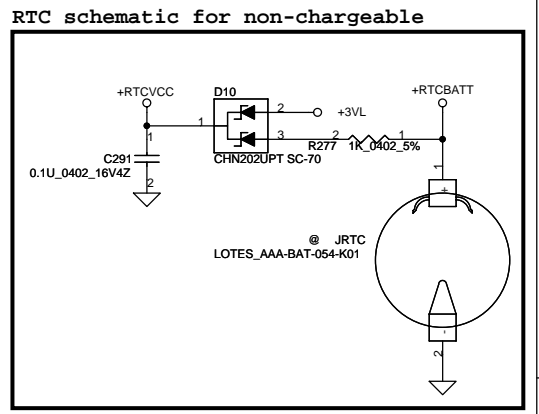 RTC schematic for non-chargeable
+RTCVCC
D10
+RTCBATT
2
+3VL
1
1
3
R277
2
1K_0402_5%
1
C291
0.1U_0402_16V4Z
2
CHN202UPT SC-70
1
+
@ JRTC
LOTES_AAA-BAT-054-K01
-
2